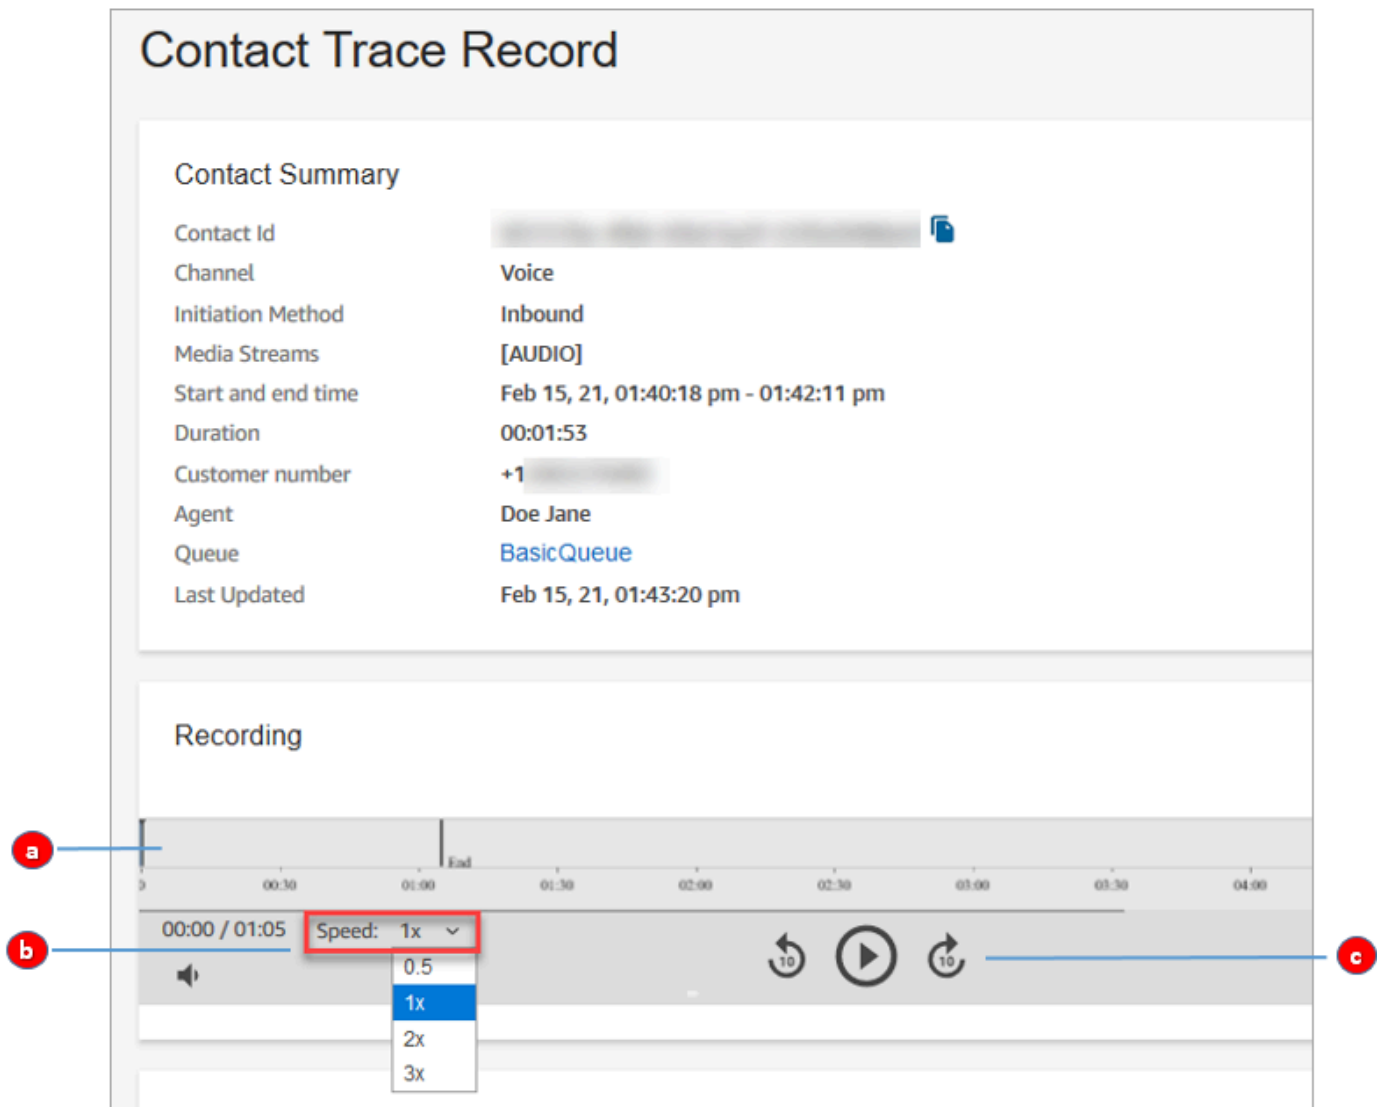 Contact Trace Record
Contact Summary
Contact Id
Channel Voice
Initiation Method Inbound
Media Streams [AUDIO]
Start and end time Feb 15, 21, 01:40:18 pm - 01:42:11 pm
Duration 00:01:53
Customer number +1
Agent Doe Jane
Queue BasicQueue
Last Updated Feb 15, 21, 01:43:20 pm
Recording
a
End
00:30 01:00 01:30 02:00 02:30 03:00 03:30 04:00
00:00 / 01:05 Speed: 1x
b
10 10
c
0.5
1x
2x
3x